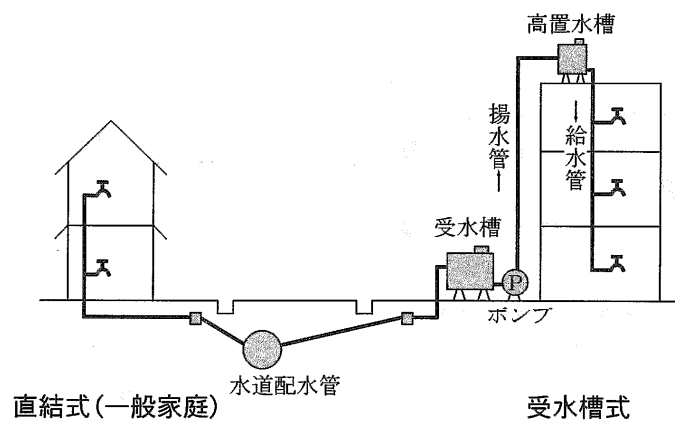 高置水槽
揚水管
給水管
受水槽
P
ポンプ
水道配水管
直結式(一般家庭)
受水槽式